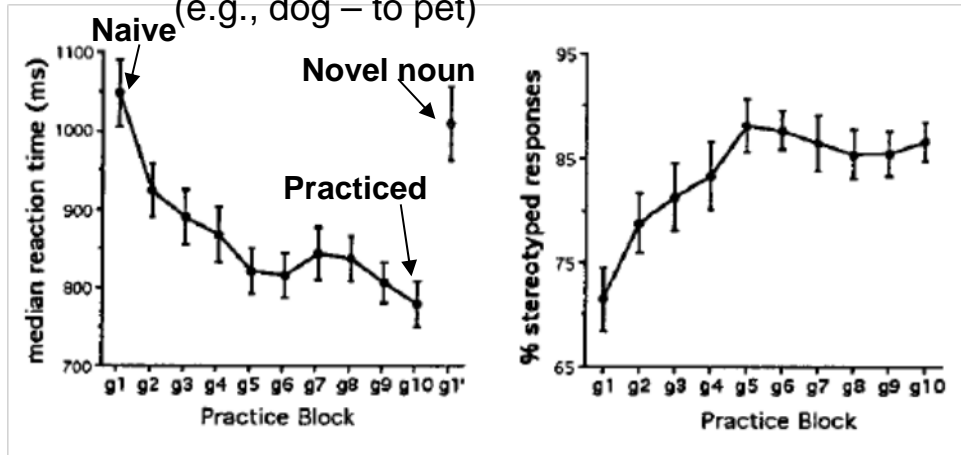 (e.g., dog – to pet)
Naive
Novel noun
Practiced
median reaction time (ms)
1100
1000
900
800
700
g1 g2 g3 g4 g5 g6 g7 g8 g9 g10 g1'
Practice Block
% stereotyped responses
95
85
75
65
g1 g2 g3 g4 g5 g6 g7 g8 g9 g10
Practice Block